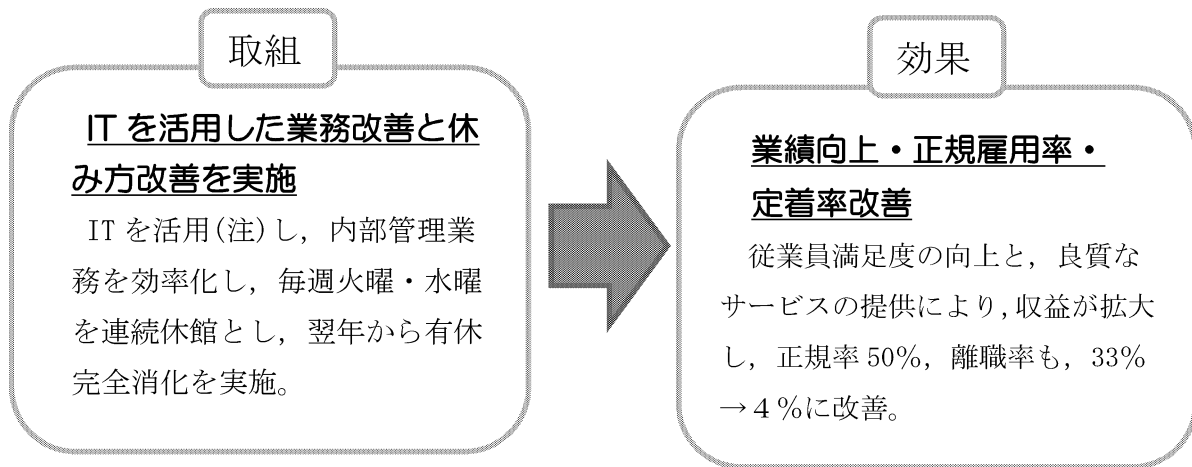 取組
ITを活用した業務改善と休
み方改善を実施
ITを活用(注)し，内部管理業
務を効率化し，毎週火曜・水曜
を連続休館とし，翌年から有休
完全消化を実施。
効果
業績向上・正規雇用率・
定着率改善
従業員満足度の向上と，良質な
サービスの提供により，収益が拡大
し，正規率50％，離職率も，33％
→４％に改善。